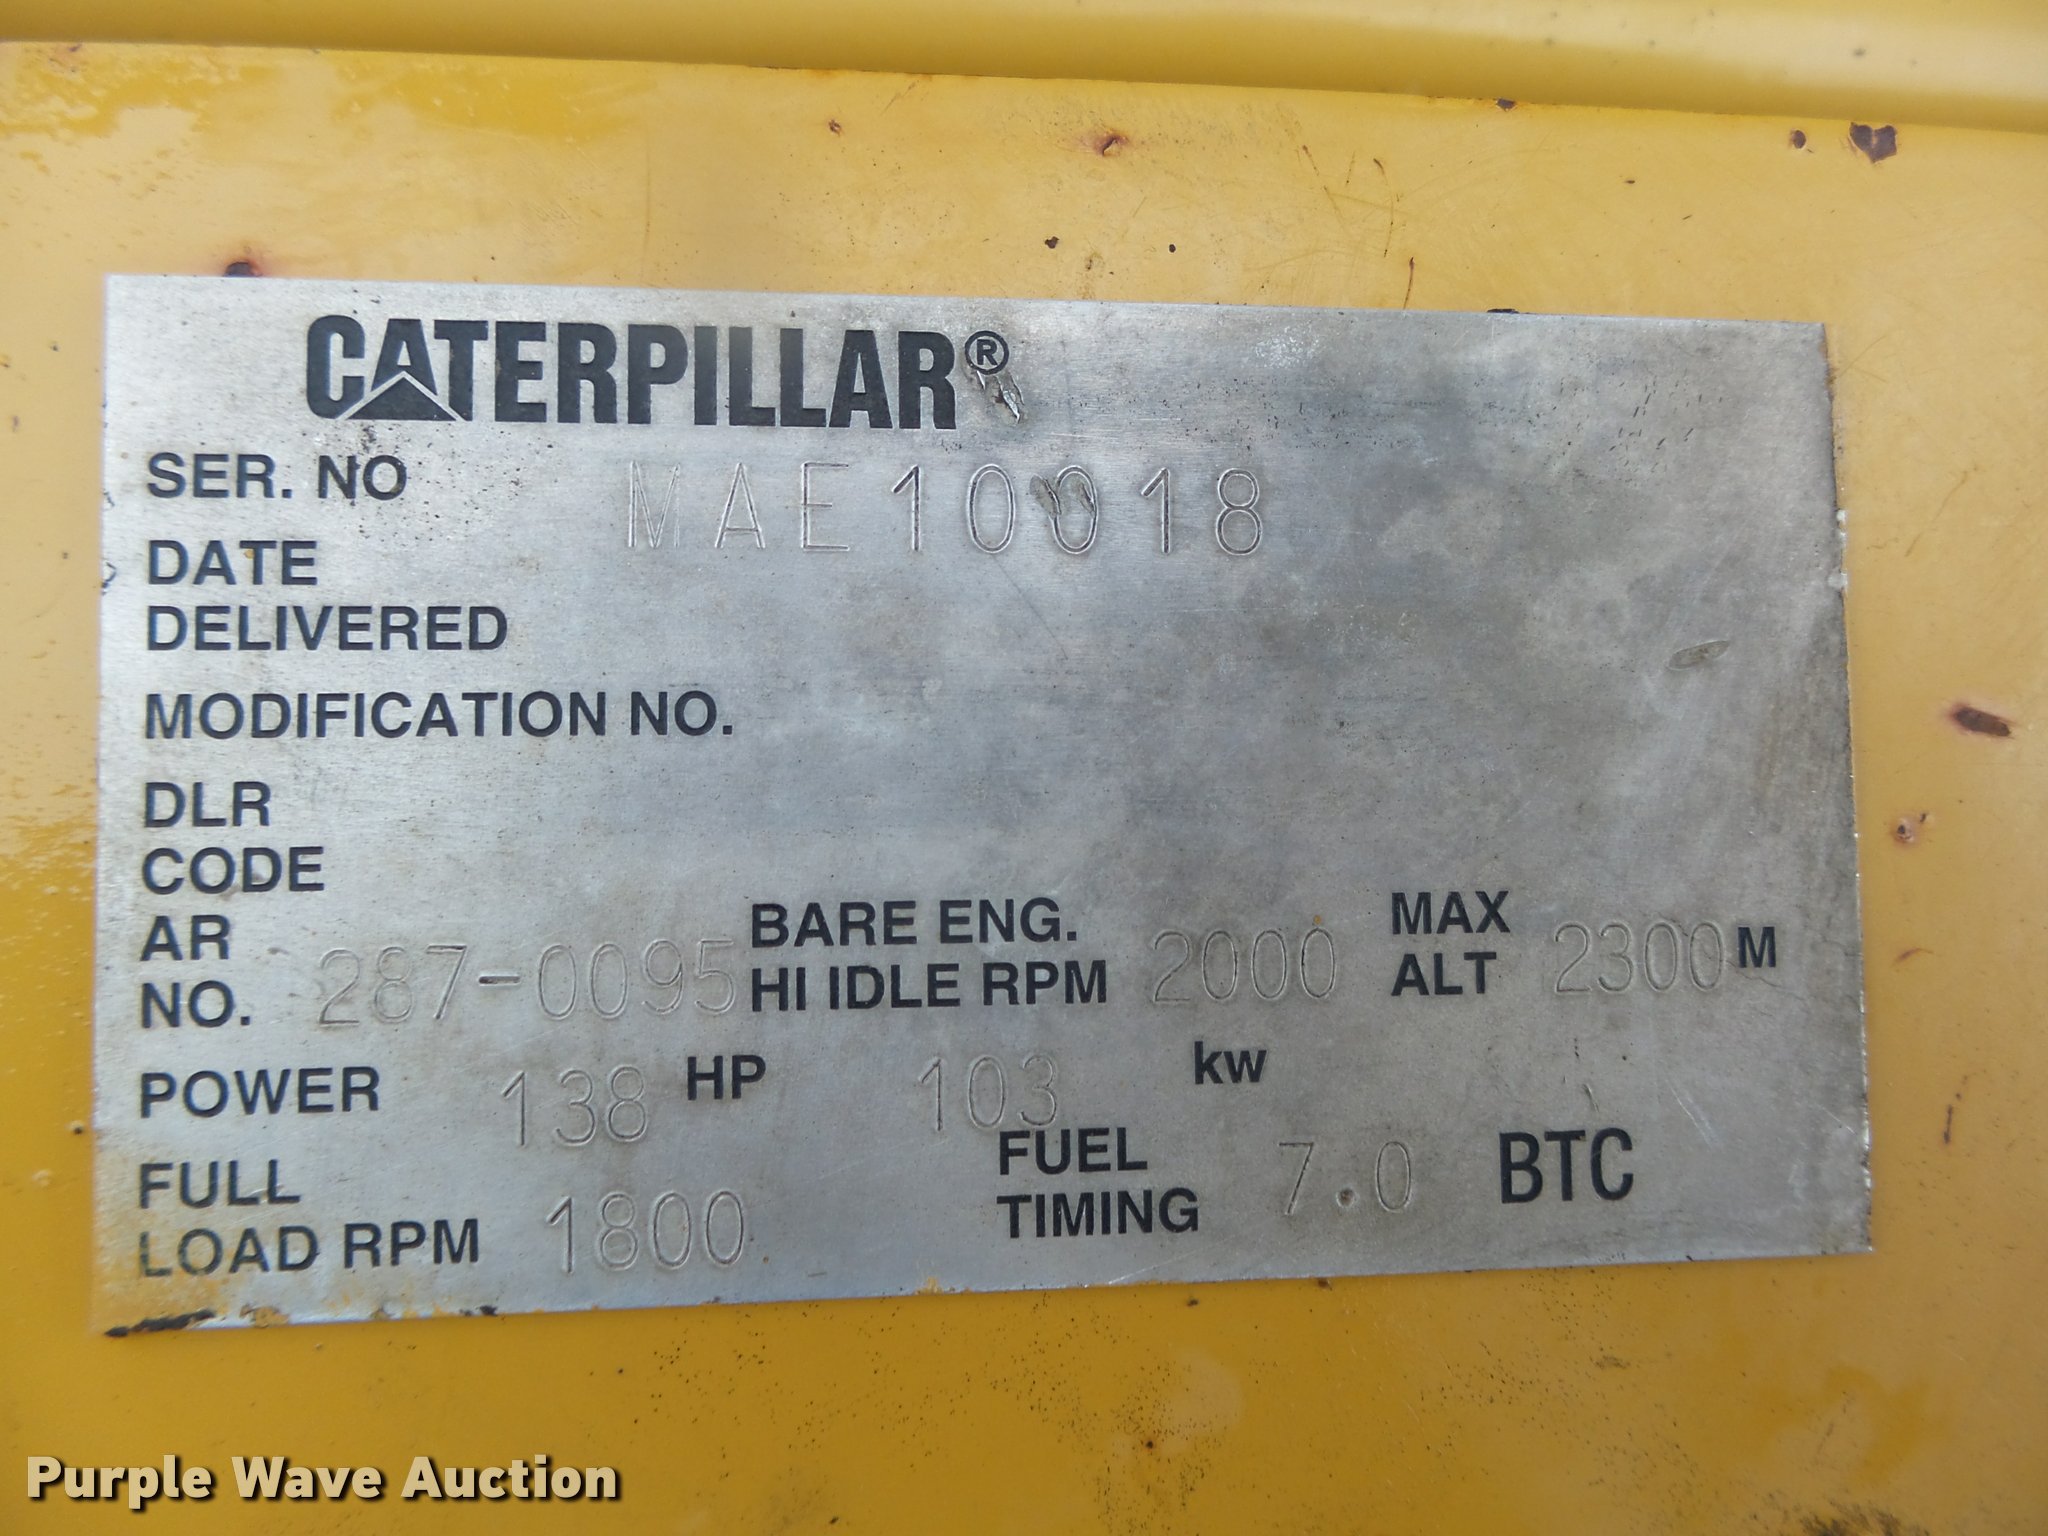 CATERPILLAR®
SER. NO MAE10018
DATE
DELIVERED
MODIFICATION NO.
DLR
CODE
AR
NO. 287-0095
BARE ENG.
HI IDLE RPM 2000
MAX
ALT 2300 M
POWER 138 HP 103 kw
FULL
LOAD RPM 1800
FUEL
TIMING 7.0 BTC
Purple Wave Auction